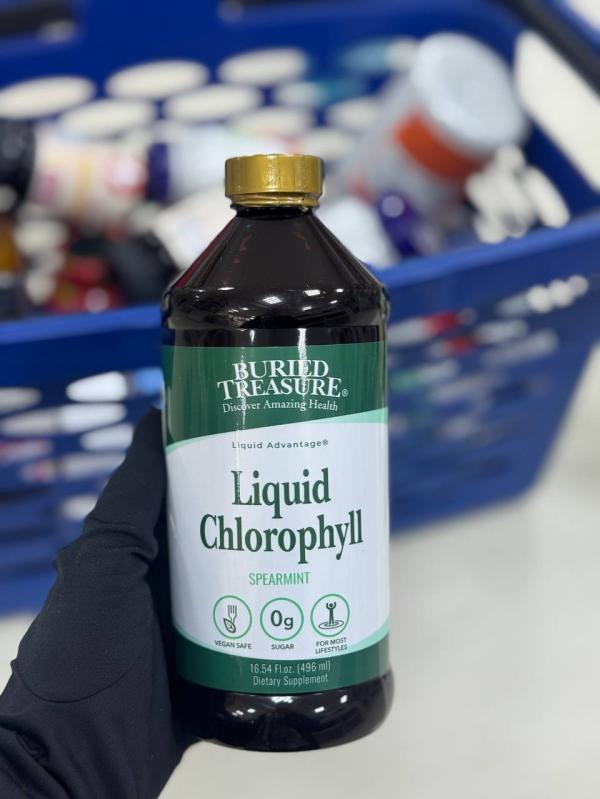 BURIED
TREASURE®
Discover Amazing Health
Liquid Advantage®
Liquid
Chlorophyll
SPEARMINT
0g
VEGAN SAFE
SUGAR
FOR MOST
LIFESTYLES
16.54 Fl.oz. (496 ml)
Dietary Supplement